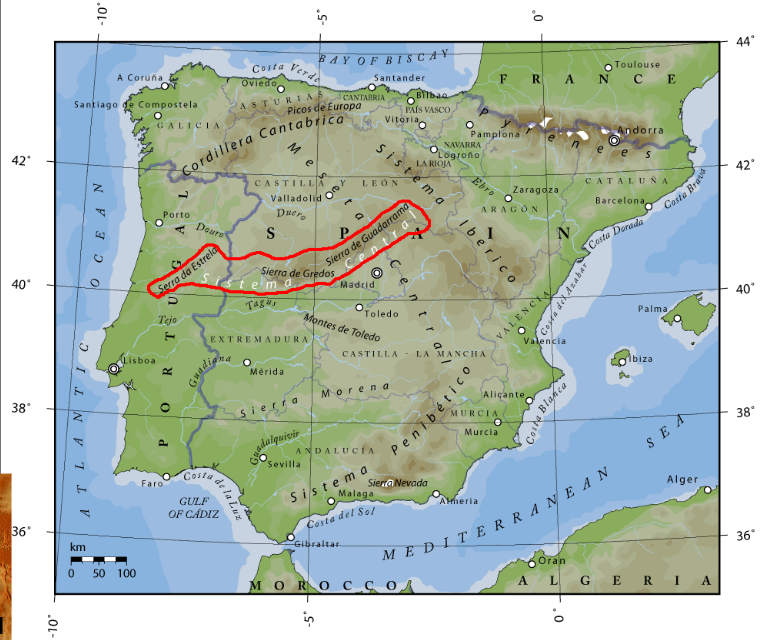 -10°
-5°
0°
44°
BAY OF BISCAY
Costa Verde
FRANCE
Toulouse
A Coruña
Oviedo
Santander
Bilbao
ASTURIAS
Picos de Europa
CANTABRIA
PAÍS VASCO
Santiago de Compostela
GALICIA
Cordillera Cantabrica
Vitoria
Pamplona
Pyrenees
Andorra
NAVARRA
Logroño
LA RIOJA
42°
42°
Meseta Central
Sistema Iberico
CASTILLA Y LEÓN
Valladolid
Duero
Ebro
Zaragoza
ARAGÓN
CATALUÑA
Barcelona
Costa Brava
Costa Dorada
Porto
Douro
SPAIN
Serra da Estrela
Sierra de Guadarrama
Sierra de Gredos
Sistema Central
Madrid
40°
40°
Tagus
Tejo
Toledo
Montes de Toledo
PORTUGAL
EXTREMADURA
CASTILLA - LA MANCHA
VALENCIA
Valencia
Costa del Azahar
Palma
Ibiza
Lisboa
Guadiana
Mérida
Alicante
Costa Blanca
38°
38°
Sierra Morena
MURCIA
Murcia
Guadalquivir
ANDALUCÍA
Sevilla
Sistema Penibético
Sierra Nevada
Faro
Costa de la Luz
GULF
OF CÁDIZ
Malaga
Almeria
Costa del Sol
Gibraltar
ATLANTIC OCEAN
MEDITERRANEAN SEA
Alger
36°
36°
Oran
km
0 50 100
MOROCCO
ALGERIA
-10°
-5°
0°